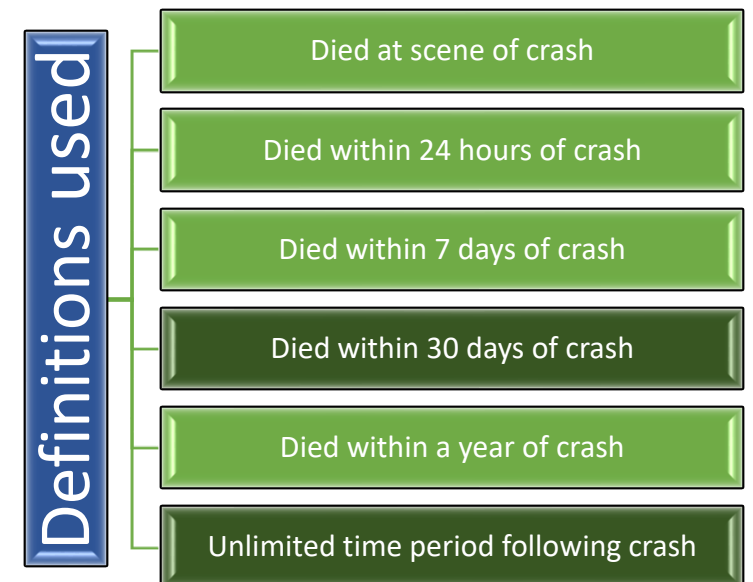 Definitions used
Died at scene of crash
Died within 24 hours of crash
Died within 7 days of crash
Died within 30 days of crash
Died within a year of crash
Unlimited time period following crash